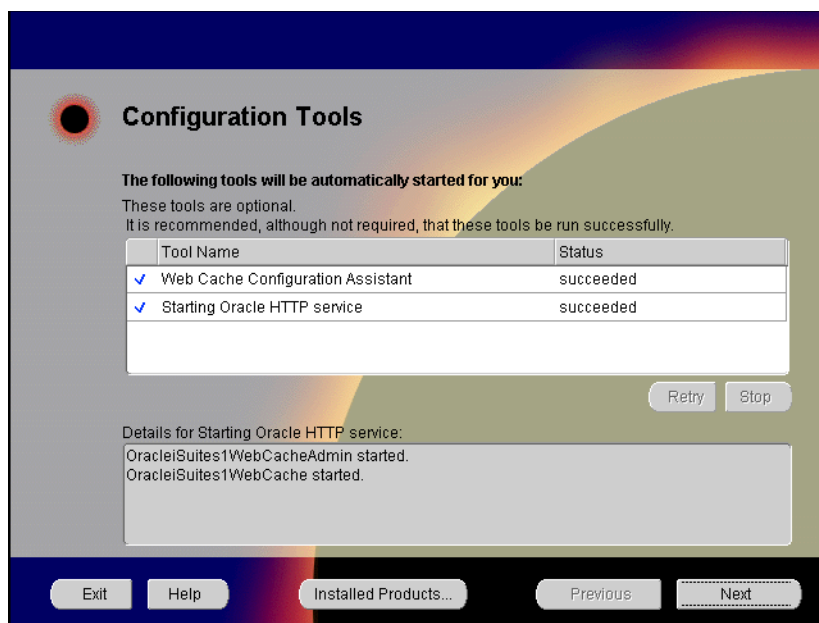 Configuration Tools
The following tools will be automatically started for you:
These tools are optional.
It is recommended, although not required, that these tools be run successfully.
Tool Name Status
Web Cache Configuration Assistant succeeded
Starting Oracle HTTP service succeeded
Retry Stop
Details for Starting Oracle HTTP service:
OracleiSuites1WebCacheAdmin started.
OracleiSuites1WebCache started.
Exit Help Installed Products... Previous Next